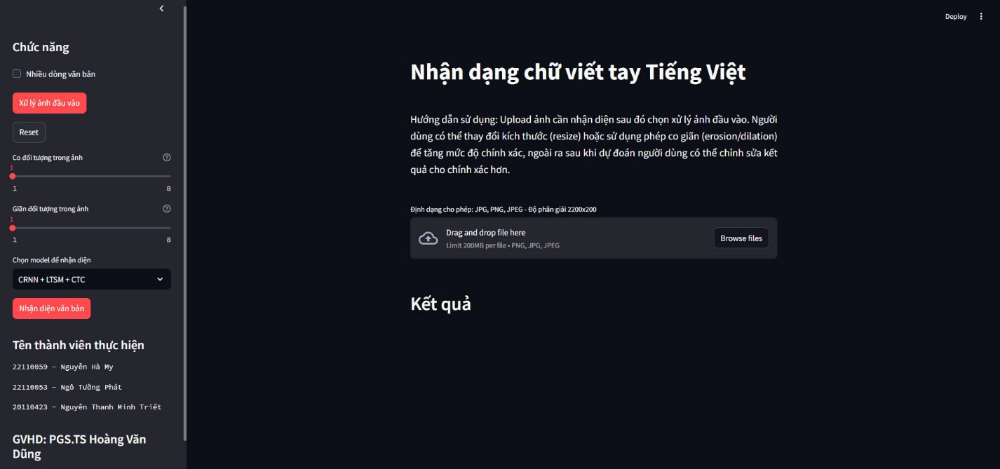 Chức năng
Nhiều dòng văn bản
Xử lý ảnh đầu vào
Reset
Co đối tượng trong ảnh
1
1 8
Giãn đối tượng trong ảnh
1
1 8
Chọn model để nhận diện
CRNN + LTSM + CTC
Nhận diện văn bản
Tên thành viên thực hiện
22110059 – Nguyễn Hà My
22110053 – Ngô Tường Phát
20110423 – Nguyễn Thanh Minh Triết
GVHD: PGS.TS Hoàng Văn
Dũng
Deploy
Nhận dạng chữ viết tay Tiếng Việt
Hướng dẫn sử dụng: Upload ảnh cần nhận diện sau đó chọn xử lý ảnh đầu vào. Người
dùng có thể thay đổi kích thước (resize) hoặc sử dụng phép co giãn (erosion/dilation)
để tăng mức độ chính xác, ngoài ra sau khi dự đoán người dùng có thể chỉnh sửa kết
quả cho chính xác hơn.
Định dạng cho phép: JPG, PNG, JPEG - Độ phân giải 2200x200
Drag and drop file here
Limit 200MB per file • PNG, JPG, JPEG
Browse files
Kết quả